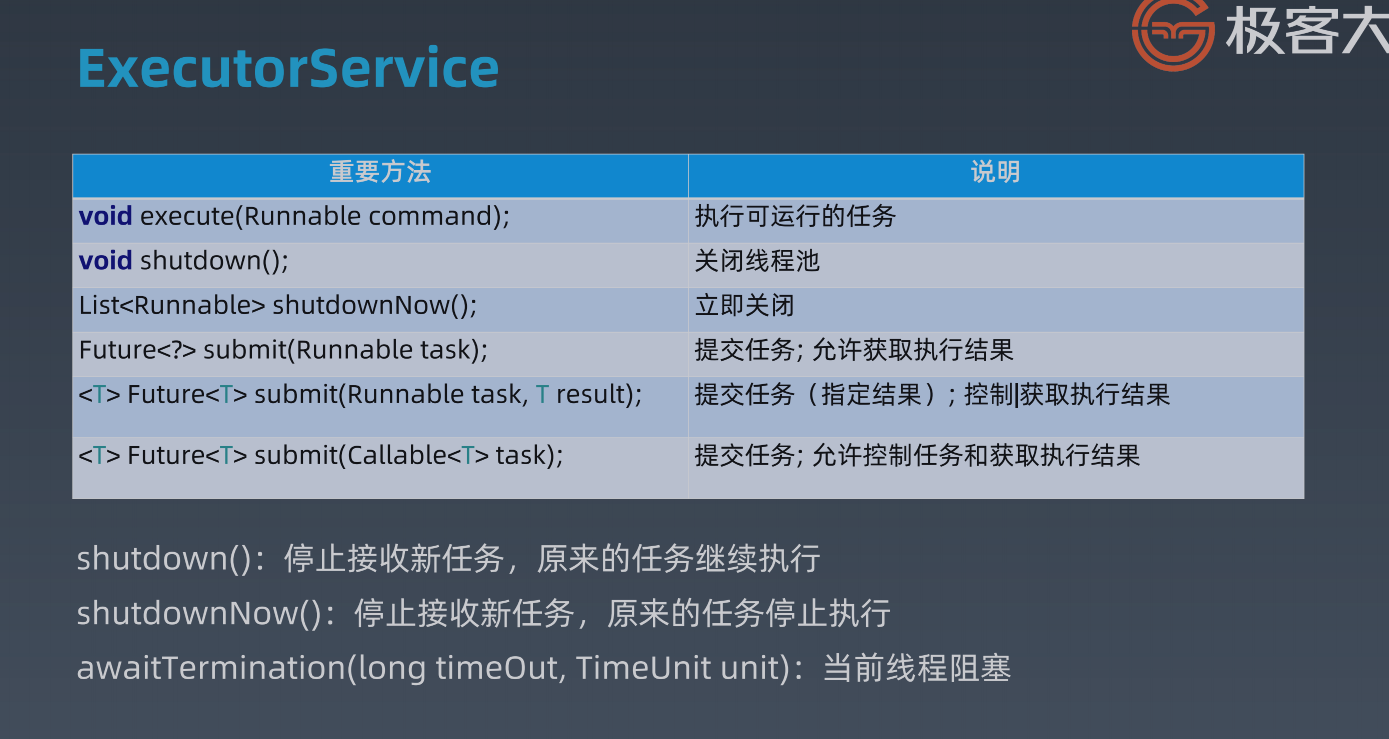 极客大
ExecutorService
重要方法 说明
void execute(Runnable command); 执行可运行的任务
void shutdown(); 关闭线程池
List<Runnable> shutdownNow(); 立即关闭
Future<?> submit(Runnable task); 提交任务; 允许获取执行结果
<T> Future<T> submit(Runnable task, T result); 提交任务（指定结果）; 控制|获取执行结果
<T> Future<T> submit(Callable<T> task); 提交任务; 允许控制任务和获取执行结果
shutdown()：停止接收新任务，原来的任务继续执行
shutdownNow()：停止接收新任务，原来的任务停止执行
awaitTermination(long timeOut, TimeUnit unit)：当前线程阻塞